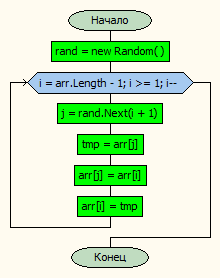 Начало
rand = new Random( )
i = arr.Length - 1; i >= 1; i--
j = rand.Next(i + 1)
tmp = arr[j]
arr[j] = arr[i]
arr[i] = tmp
Конец